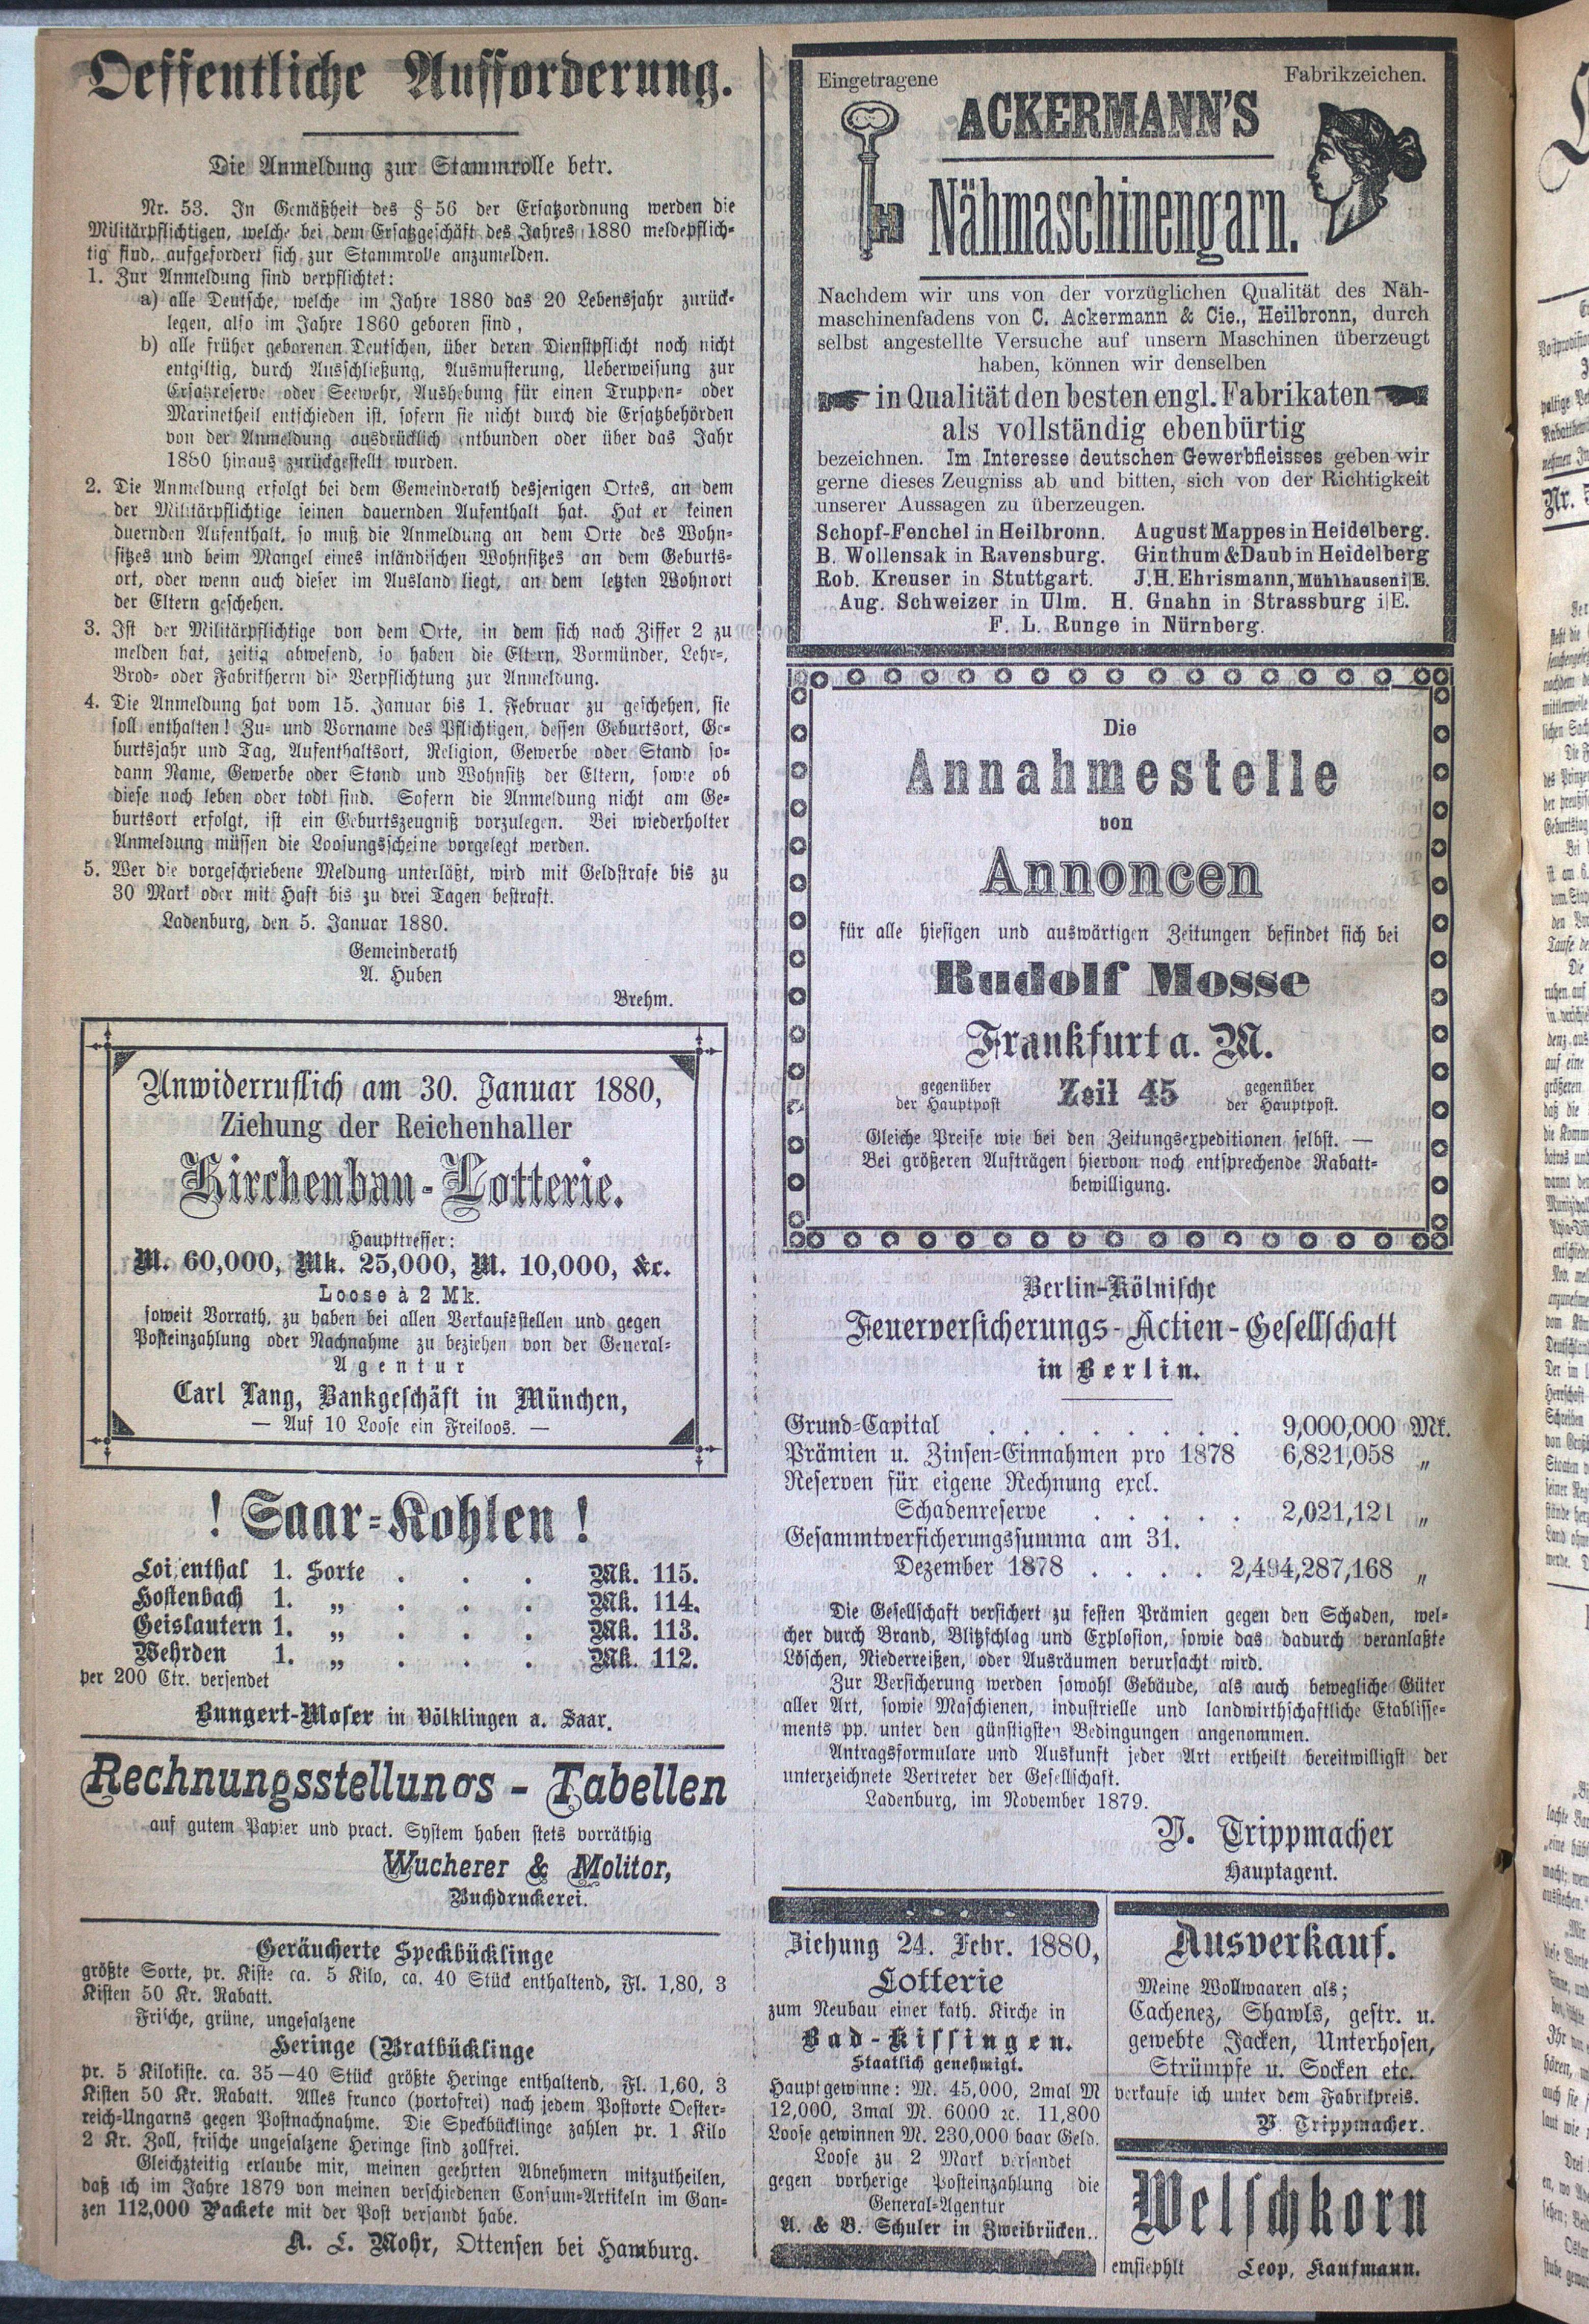 Oeffentliche Aufforderung.
Die Anmeldung zur Stammrolle betr.
Nr. 53. In Gemäßheit des § 56 der Ersatzordnung werden die
Militärpflichtigen, welche bei dem Ersatzgeschäft des Jahres 1880 meldepflich-
tig sind, aufgefordert sich zur Stammrolle anzumelden.
1. Zur Anmeldung sind verpflichtet:
a) alle Deutsche, welche im Jahre 1880 das 20 Lebensjahr zurück-
legen, also im Jahre 1860 geboren sind,
b) alle früher geborenen Deutschen, über deren Dienstpflicht noch nicht
entgiltig, durch Ausschließung, Ausmusterung, Ueberweisung zur
Ersatzreserve oder Seewehr, Aushebung für einen Truppen- oder
Marinetheil entschieden ist, sofern sie nicht durch die Ersatzbehörden
von der Anmeldung ausdrücklich entbunden oder über das Jahr
1880 hinaus zurückgestellt wurden.
2. Die Anmeldung erfolgt bei dem Gemeinderath desjenigen Ortes, an dem
der Militärpflichtige seinen dauernden Aufenthalt hat. Hat er keinen
duernden Aufenthalt, so muß die Anmeldung an dem Orte des Wohn-
sitzes und beim Mangel eines inländischen Wohnsitzes an dem Geburts-
ort, oder wenn auch dieser im Ausland liegt, an dem letzten Wohnort
der Eltern geschehen.
3. Ist der Militärpflichtige von dem Orte, in dem sich nach Ziffer 2 zu
melden hat, zeitig abwesend, so haben die Eltern, Vormünder, Lehr-,
Brod- oder Fabrikherrn die Verpflichtung zur Anmeldung.
4. Die Anmeldung hat vom 15. Januar bis 1. Februar zu geschehen, sie
soll enthalten! Zu- und Vorname des Pflichtigen, dessen Geburtsort, Ge-
burtsjahr und Tag, Aufenthaltsort, Religion, Gewerbe oder Stand so-
dann Name, Gewerbe oder Stand und Wohnsitz der Eltern, sowie ob
diese noch leben oder todt sind. Sofern die Anmeldung nicht am Ge-
burtsort erfolgt, ist ein Geburtszeugniß vorzulegen. Bei wiederholter
Anmeldung müssen die Loosungsscheine vorgelegt werden.
5. Wer die vorgeschriebene Meldung unterläßt, wird mit Geldstrafe bis zu
30 Mark oder mit Haft bis zu drei Tagen bestraft.
Ladenburg, den 5. Januar 1880.
Gemeinderath
A. Huben
Brehm.
Anwiderruflich am 30. Januar 1880,
Ziehung der Reichenhaller
Kirchenbau-Lotterie.
Haupttreffer:
M. 60,000, Mk. 25,000, M. 10,000, &c.
Loose à 2 Mk.
soweit Vorrath, zu haben bei allen Verkaufsstellen und gegen
Posteinzahlung oder Nachnahme zu beziehen von der General-
Agentur
Carl Lang, Bankgeschäft in München,
— Auf 10 Loose ein Freiloos. —
! Saar-Kohlen !
Loisenthal 1. Sorte . . . Mk. 115.
Hostenbach 1. „ . . . Mk. 114.
Geislautern 1. „ . . . Mk. 113.
Wehrden 1. „ . . . Mk. 112.
per 200 Ctr. versendet
Bungert-Moser in Völklingen a. Saar.
Rechnungsstellungs - Tabellen
auf gutem Papier und pract. System haben stets vorräthig
Wucherer & Molitor,
Buchdruckerei.
Geräucherte Speckbücklinge
größte Sorte, pr. Kiste ca. 5 Kilo, ca. 40 Stück enthaltend, Fl. 1,80, 3
Kisten 50 Kr. Rabatt.
Frische, grüne, ungesalzene
Heringe (Bratbücklinge
pr. 5 Kilokiste. ca. 35—40 Stück größte Heringe enthaltend, Fl. 1,60, 3
Kisten 50 Kr. Rabatt. Alles franco (portofrei) nach jedem Postorte Oester-
reich-Ungarns gegen Postnachnahme. Die Speckbücklinge zahlen pr. 1 Kilo
2 Kr. Zoll, frische ungesalzene Heringe sind zollfrei.
Gleichzteitig erlaube mir, meinen geehrten Abnehmern mitzutheilen,
daß ich im Jahre 1879 von meinen verschiedenen Consum-Artikeln im Gan-
zen 112,000 Packete mit der Post versandt habe.
A. L. Mohr, Ottensen bei Hamburg.
Eingetragene Fabrikzeichen.
ACKERMANN'S
Nähmaschinengarn.
Nachdem wir uns von der vorzüglichen Qualität des Näh-
maschinenfadens von C. Ackermann & Cie., Heilbronn, durch
selbst angestellte Versuche auf unsern Maschinen überzeugt
haben, können wir denselben
in Qualität den besten engl. Fabrikaten
als vollständig ebenbürtig
bezeichnen. Im Interesse deutschen Gewerbfleisses geben wir
gerne dieses Zeugniss ab und bitten, sich von der Richtigkeit
unserer Aussagen zu überzeugen.
Schopf-Fenchel in Heilbronn. August Mappes in Heidelberg.
B. Wollensak in Ravensburg. Ginthum & Daub in Heidelberg
Rob. Kreuser in Stuttgart. J. H. Ehrismann, Mühlhausen i|E.
Aug. Schweizer in Ulm. H. Gnahn in Strassburg i|E.
F. L. Runge in Nürnberg.
Die
Annahmestelle
von
Annoncen
für alle hiesigen und auswärtigen Zeitungen befindet sich bei
Rudolf Mosse
Frankfurt a. M.
gegenüber der Hauptpost Zeil 45 gegenüber der Hauptpost.
Gleiche Preise wie bei den Zeitungsexpeditionen selbst. —
Bei größeren Aufträgen hiervon noch entsprechende Rabatt-
bewilligung.
Berlin-Kölnische
Feuerversicherungs-Actien-Gesellschaft
in Berlin.
Grund-Capital . . . . . . . . 9,000,000 Mk.
Prämien u. Zinsen-Einnahmen pro 1878 6,821,058 „
Reserven für eigene Rechnung excl.
Schadenreserve . . . . . 2,021,121 „
Gesammtversicherungssumma am 31.
Dezember 1878 . . . . 2,494,287,168 „
Die Gesellschaft versichert zu festen Prämien gegen den Schaden, wel-
cher durch Brand, Blitzschlag und Explosion, sowie das dadurch veranlaßte
Löschen, Niederreißen, oder Ausräumen verursacht wird.
Zur Versicherung werden sowohl Gebäude, als auch bewegliche Güter
aller Art, sowie Maschienen, industrielle und landwirthschaftliche Etablisse-
ments pp. unter den günstigsten Bedingungen angenommen.
Antragsformulare und Auskunft jeder Art ertheilt bereitwilligst der
unterzeichnete Vertreter der Gesellschaft.
Ladenburg, im November 1879.
V. Trippmacher
Hauptagent.
Ziehung 24. Febr. 1880,
Lotterie
zum Neubau einer kath. Kirche in
Bad-Kissingen.
Staatlich genehmigt.
Hauptgewinne: M. 45,000, 2mal M
12,000, 3mal M. 6000 ꝛc. 11,800
Loose gewinnen M. 230,000 baar Geld.
Loose zu 2 Mark versendet
gegen vorherige Posteinzahlung die
General-Agentur
A. & B. Schuler in Zweibrücken..
Ausverkauf.
Meine Wollwaaren als;
Cachenez, Shawls, gestr. u.
gewebte Jacken, Unterhosen,
Strümpfe u. Socken etc.
verkaufe ich unter dem Fabrikpreis.
V. Trippmacher.
Welschkorn
emsiephlt Leop. Kaufmann.